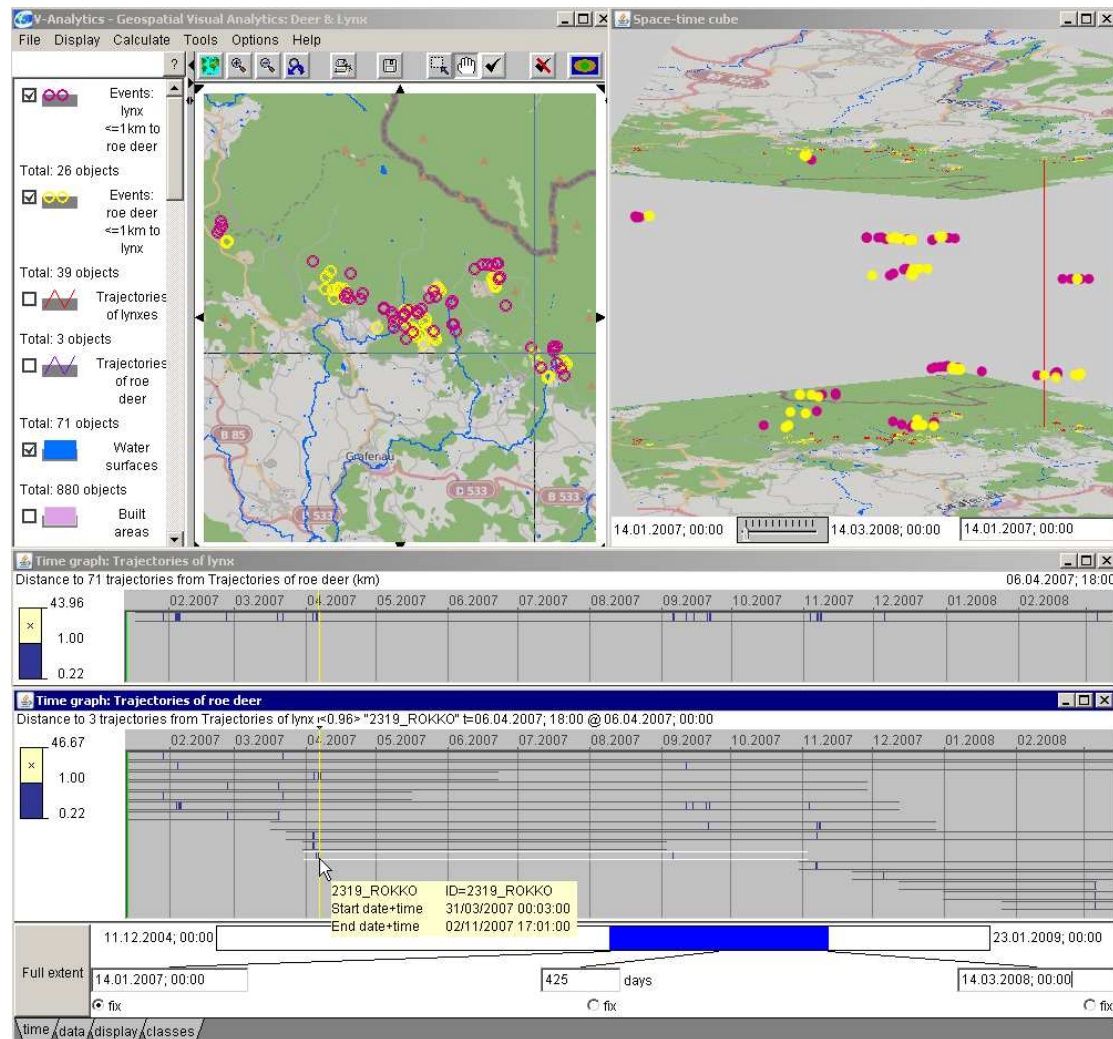 V-Analytics - Geospatial Visual Analytics: Deer & Lynx
File Display Calculate Tools Options Help
?
Events:
lynx
<=1km to
roe deer
Total: 26 objects
Events:
roe deer
<=1km to
lynx
Total: 39 objects
Trajectories
of lynxes
Total: 3 objects
Trajectories
of roe
deer
Total: 71 objects
Water
surfaces
Total: 880 objects
Built
areas
B 85
Grafenau
D 533
B 533
533
Space-time cube
14.01.2007; 00:00
14.03.2008; 00:00
14.01.2007; 00:00
Time graph: Trajectories of lynx
Distance to 71 trajectories from Trajectories of roe deer (km)
06.04.2007; 18:00
43.96
1.00
0.22
02.2007 03.2007 04.2007 05.2007 06.2007 07.2007 08.2007 09.2007 10.2007 11.2007 12.2007 01.2008 02.2008
Time graph: Trajectories of roe deer
Distance to 3 trajectories from Trajectories of lynx <0.96> "2319_ROKKO" t=06.04.2007; 18:00 @ 06.04.2007; 00:00
46.67
1.00
0.22
02.2007 03.2007 04.2007 05.2007 06.2007 07.2007 08.2007 09.2007 10.2007 11.2007 12.2007 01.2008 02.2008
2319_ROKKO ID=2319_ROKKO
Start date+time 31/03/2007 00:03:00
End date+time 02/11/2007 17:01:00
11.12.2004; 00:00
23.01.2009; 00:00
Full extent
14.01.2007; 00:00
425 days
14.03.2008; 00:00
fix
fix
fix
time data display classes